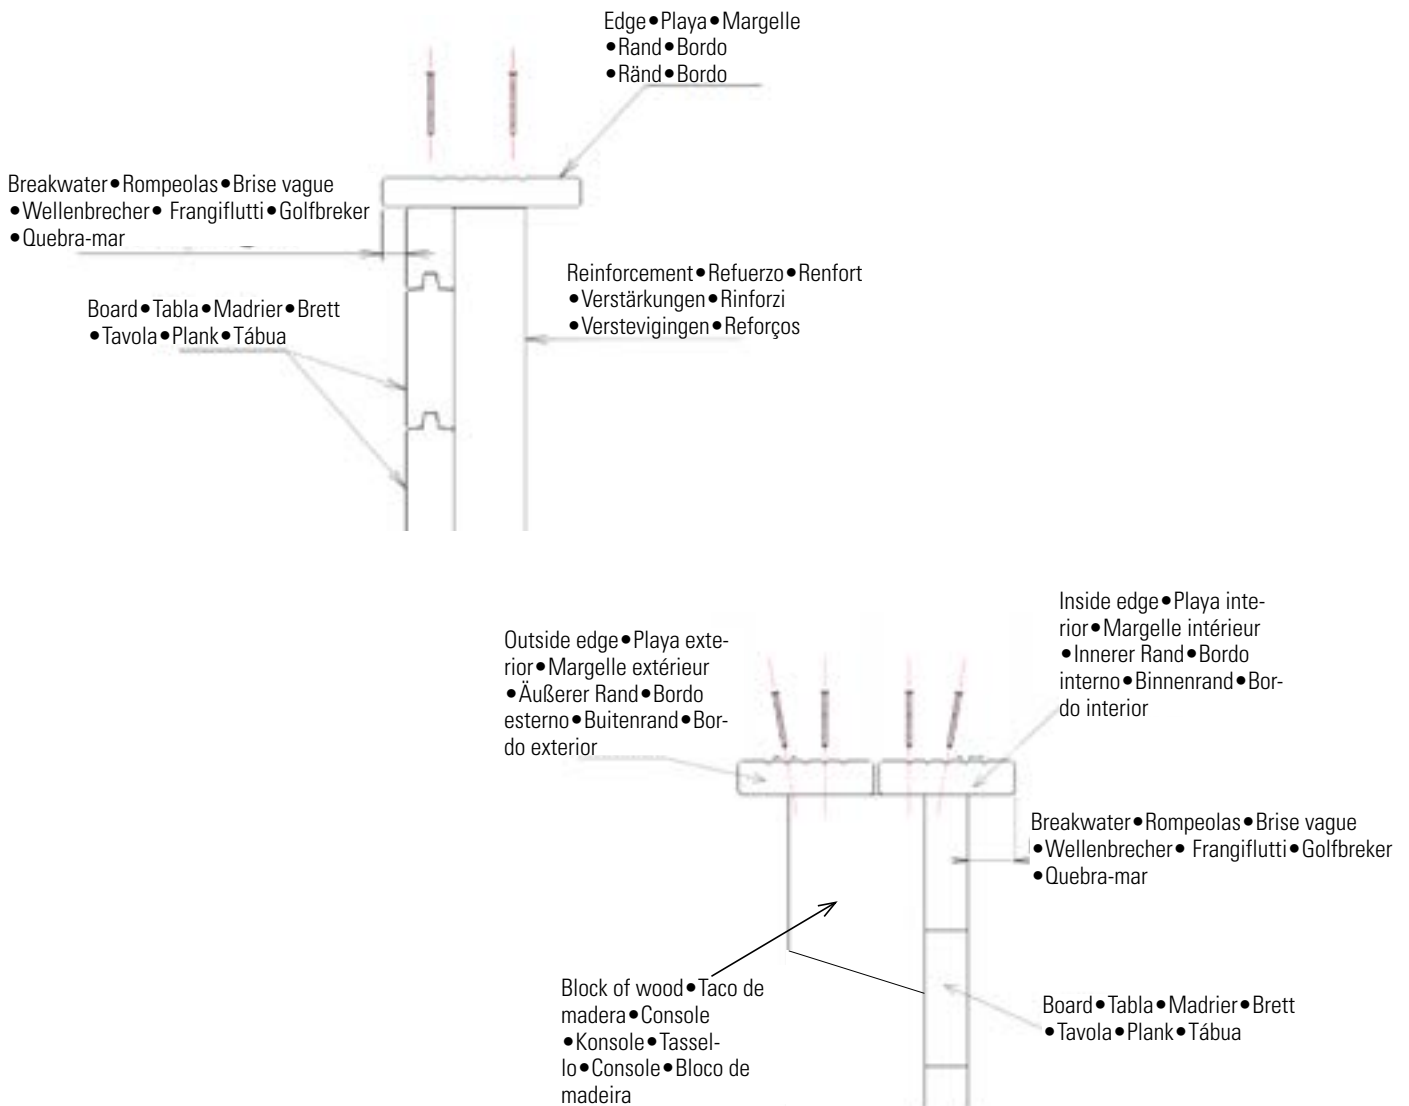 Edge●Playa●Margelle
●Rand●Bordo
●Ränd●Bordo
Breakwater●Rompeolas●Brise vague
●Wellenbrecher● Frangiflutti●Golfbreker
●Quebra-mar
Reinforcement●Refuerzo●Renfort
●Verstärkungen●Rinforzi
●Verstevigingen●Reforços
Board●Tabla●Madrier●Brett
●Tavola●Plank●Tábua
Inside edge●Playa inte-
rior●Margelle intérieur
●Innerer Rand●Bordo
interno●Binnenrand●Bor-
do interior
Outside edge●Playa exte-
rior●Margelle extérieur
●Äußerer Rand●Bordo
esterno●Buitenrand●Bor-
do exterior
Breakwater●Rompeolas●Brise vague
●Wellenbrecher● Frangiflutti●Golfbreker
●Quebra-mar
Block of wood●Taco de
madera●Console
●Konsole●Tassel-
lo●Console●Bloco de
madeira
Board●Tabla●Madrier●Brett
●Tavola●Plank●Tábua